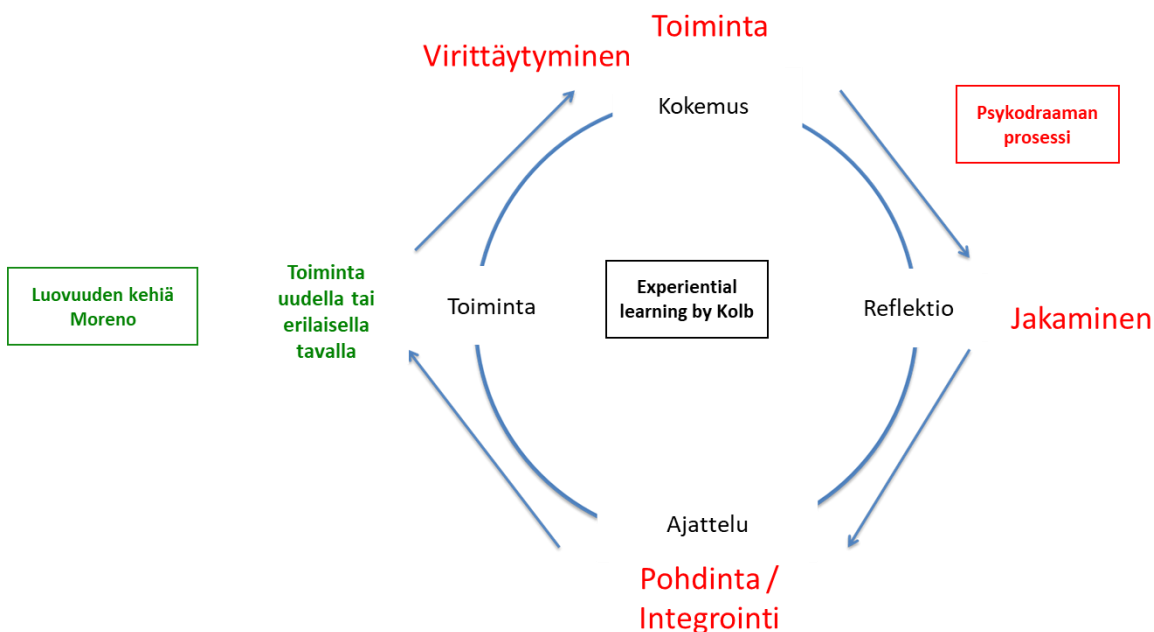 Toiminta
Virittäytyminen
Kokemus
Psykodraaman
prosessi
Luovuuden kehiä
Moreno
Toiminta
uudella tai
erilaisella
tavalla
Toiminta
Experiential
learning by Kolb
Reflektio
Jakaminen
Ajattelu
Pohdinta /
Integrointi